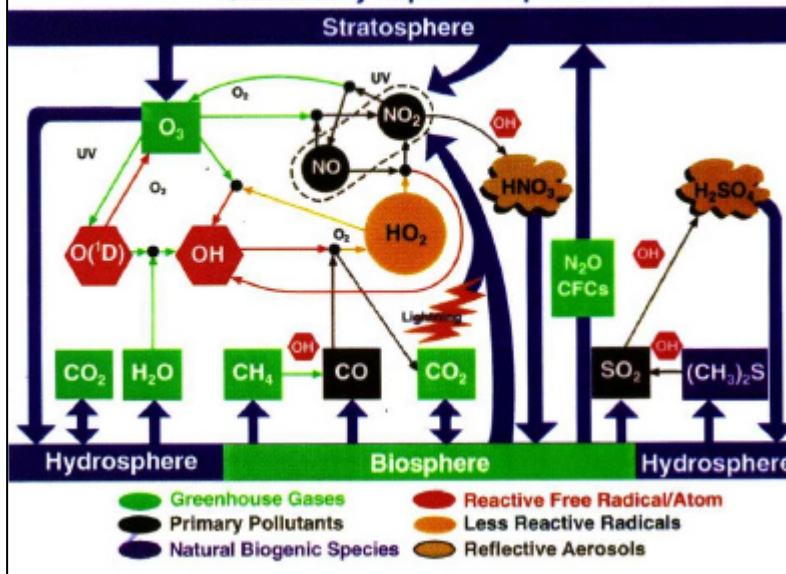 Stratosphere
UV
O₂
NO₂
OH
O₃
UV
NO
O₂
HNO₃
H₂SO₄
HO₂
O(¹D)
OH
O₂
N₂O
CFCs
OH
Lightning
OH
OH
CO₂
H₂O
CH₄
CO
CO₂
SO₂
(CH₃)₂S
Hydrosphere
Biosphere
Hydrosphere
Greenhouse Gases
Reactive Free Radical/Atom
Primary Pollutants
Less Reactive Radicals
Natural Biogenic Species
Reflective Aerosols